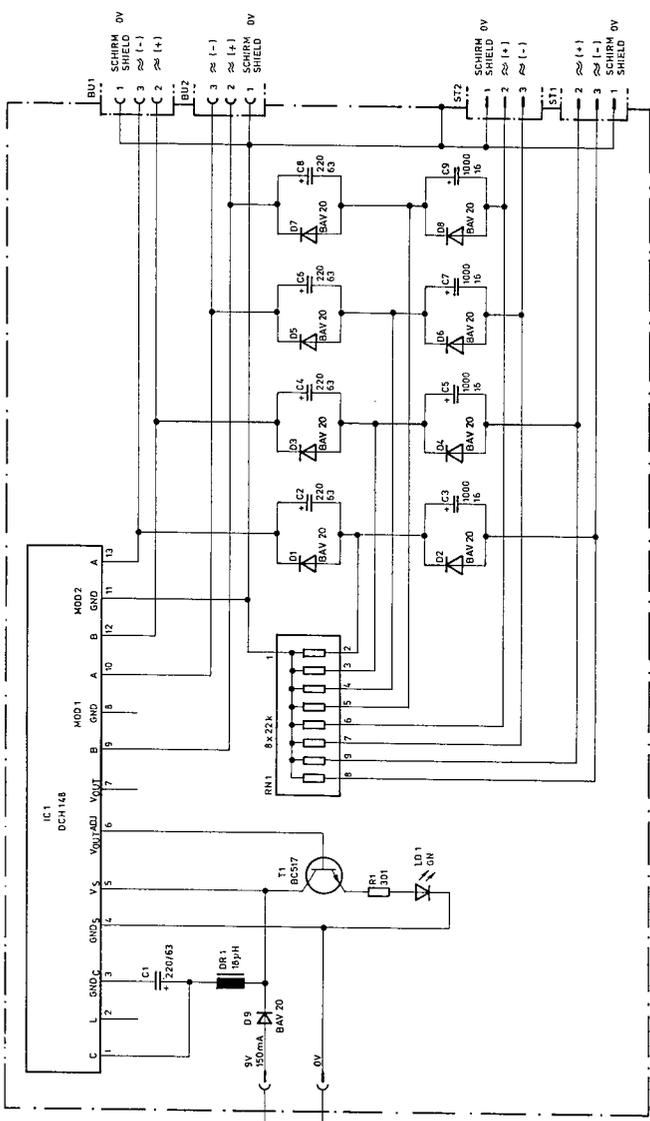 BU1
1 SCHIRM 0V
SHIELD
3 ≈ (-)
2 ≈ (+)
BU2
3 ≈ (-)
2 ≈ (+)
1 SCHIRM 0V
SHIELD
ST2
1 SCHIRM 0V
SHIELD
2 ≈ (+)
3 ≈ (-)
ST1
2 ≈ (+)
3 ≈ (-)
1 SCHIRM 0V
SHIELD
D7
BAV 20
+ C8
220
63
D8
BAV 20
+ C9
1000
16
D5
BAV 20
+ C6
220
63
D6
BAV 20
+ C7
1000
16
D3
BAV 20
+ C4
220
63
D4
BAV 20
+ C5
1000
16
D1
BAV 20
+ C2
220
63
D2
BAV 20
+ C3
1000
16
IC 1
DCH 14B
C
1
L
2
GNDC
3
GNDS
4
VS
5
VOUTADJ
6
VOUT
7
MOD1
B
9
GND
8
A
10
MOD2
B
12
GND
11
A
13
RN1
8x22k
1
2
3
4
5
6
7
9
8
T1
BC517
R1
301
LD1
GN
C1
+ 220/63
DR1
18µH
D9
BAV 20
9V
150mA
0V